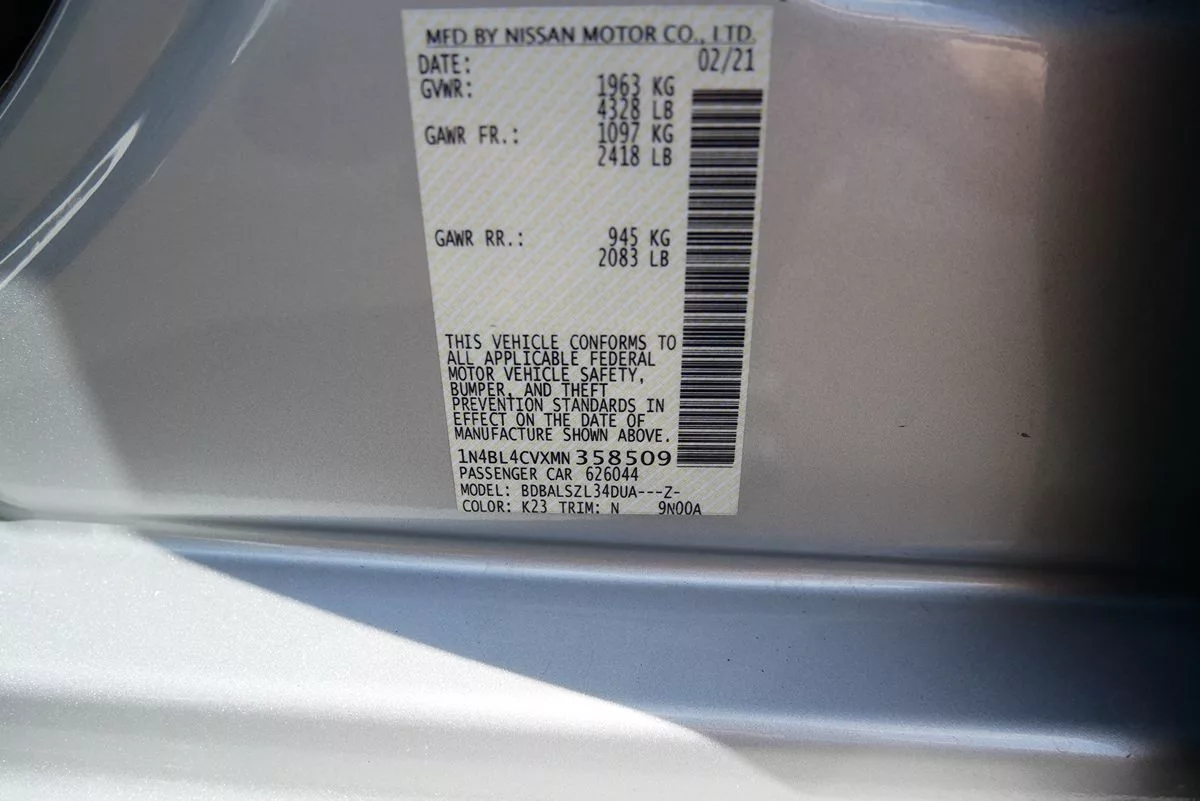 MFD BY NISSAN MOTOR CO., LTD.
DATE: 02/21
GVWR: 1963 KG
4328 LB
GAWR FR.: 1097 KG
2418 LB
GAWR RR.: 945 KG
2083 LB
THIS VEHICLE CONFORMS TO
ALL APPLICABLE FEDERAL
MOTOR VEHICLE SAFETY,
BUMPER, AND THEFT
PREVENTION STANDARDS IN
EFFECT ON THE DATE OF
MANUFACTURE SHOWN ABOVE.
1N4BL4CVXMN358509
PASSENGER CAR 626044
MODEL: BDBALSZL34DUA---Z-
COLOR: K23 TRIM: N 9N00A